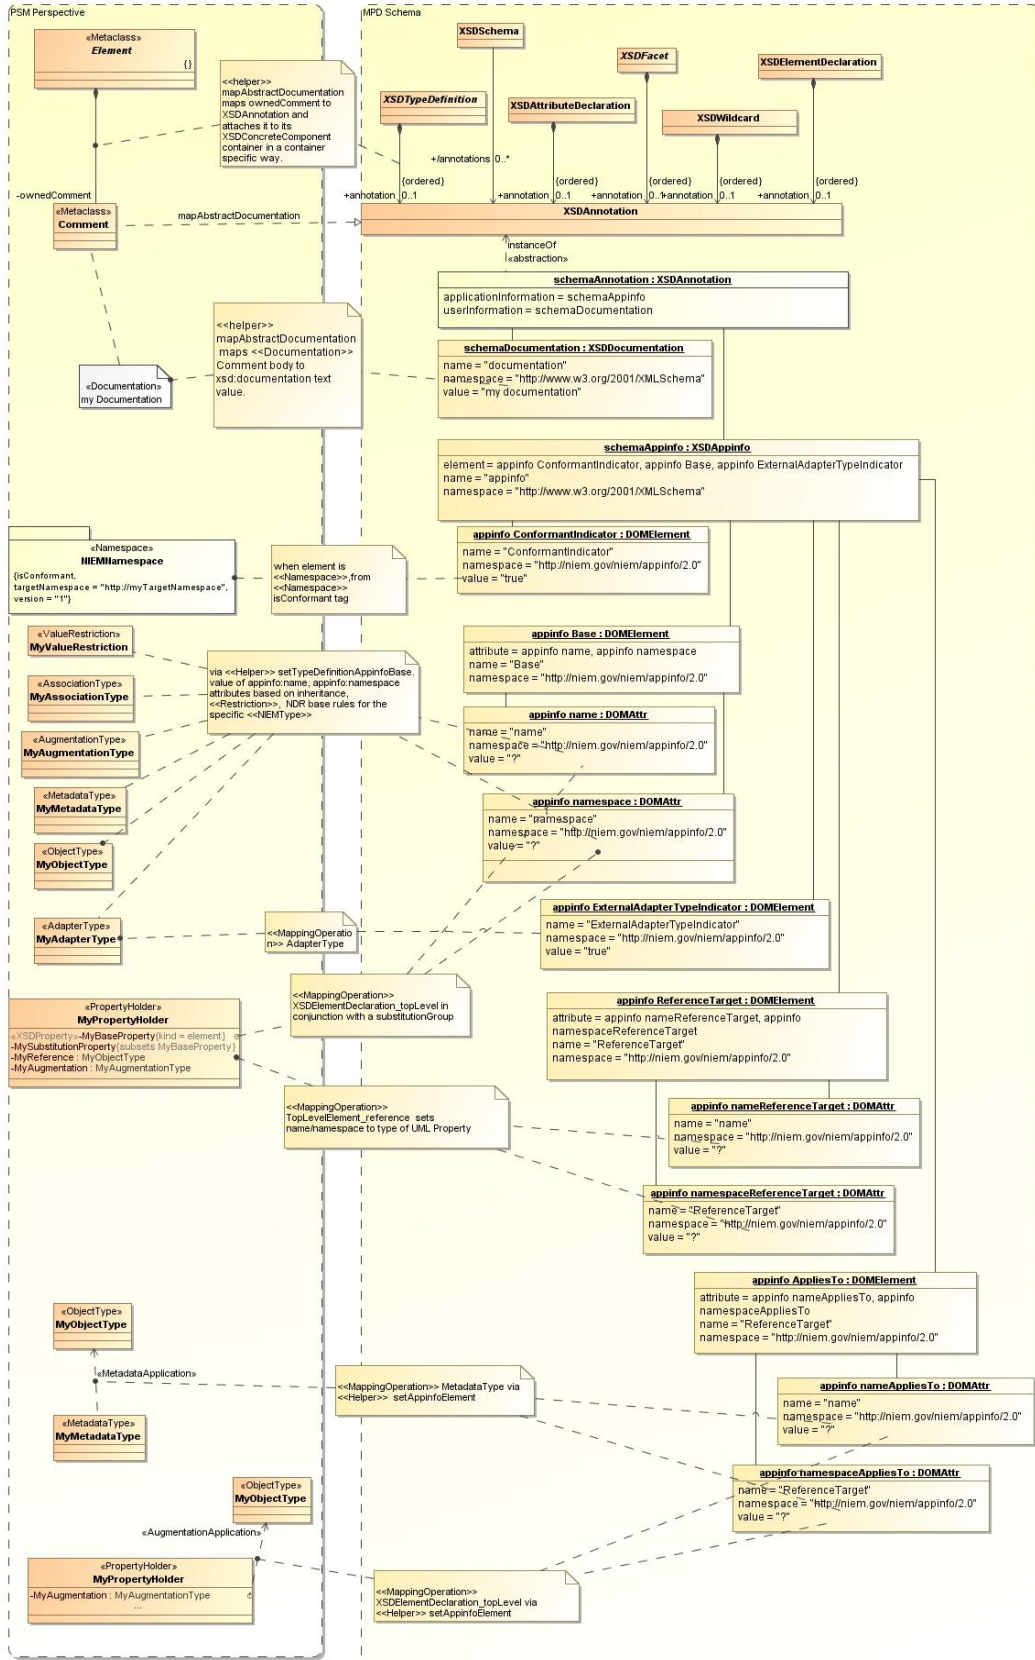 PSM Perspective
MPD Schema
«Metaclass»
Element
{}
<<helper>>
mapAbstractDocumentation
maps ownedComment to
XSDAnnotation and
attaches it to its
XSDConcreteComponent
container in a container
specific way.
XSDSchema
XSDFacet
XSDElementDeclaration
XSDTypeDefinition
XSDAttributeDeclaration
XSDWildcard
+/annotations 0..*
{ordered}
{ordered}
{ordered}
{ordered}
{ordered}
+annotation 0..1
+annotation 0..1
+annotation 0..1
+annotation 0..1
+annotation 0..1
-ownedComment
«Metaclass»
Comment
mapAbstractDocumentation
XSDAnnotation
instanceOf
«abstraction»
schemaAnnotation : XSDAnnotation
applicationInformation = schemaAppinfo
userInformation = schemaDocumentation
<<helper>>
mapAbstractDocumentation
maps <<Documentation>>
Comment body to
xsd:documentation text
value.
schemaDocumentation : XSDDocumentation
name = "documentation"
namespace = "http://www.w3.org/2001/XMLSchema"
value = "my documentation"
«Documentation»
my Documentation
schemaAppinfo : XSDAppinfo
element = appinfo ConformantIndicator, appinfo Base, appinfo ExternalAdapterTypeIndicator
name = "appinfo"
namespace = "http://www.w3.org/2001/XMLSchema"
«Namespace»
NIEMNamespace
{isConformant,
targetNamespace = "http://myTargetNamespace",
version = "1"}
when element is
<<Namespace>>,from
<<Namespace>>
isConformant tag
appinfo ConformantIndicator : DOMElement
name = "ConformantIndicator"
namespace = "http://niem.gov/niem/appinfo/2.0"
value = "true"
«ValueRestriction»
MyValueRestriction
«AssociationType»
MyAssociationType
«AugmentationType»
MyAugmentationType
«MetadataType»
MyMetadataType
«ObjectType»
MyObjectType
«AdapterType»
MyAdapterType
via <<Helper>> setTypeDefinitionAppinfoBase.
value of appinfo:name, appinfo:namespace
attributes based on inheritance,
<<Restriction>>, NDR base rules for the
specific <<NIEMType>>
appinfo Base : DOMElement
attribute = appinfo name, appinfo namespace
name = "Base"
namespace = "http://niem.gov/niem/appinfo/2.0"
appinfo name : DOMAttr
name = "name"
namespace = "http://niem.gov/niem/appinfo/2.0"
value = "?"
appinfo namespace : DOMAttr
name = "namespace"
namespace = "http://niem.gov/niem/appinfo/2.0"
value = "?"
<<MappingOperatio
n>> AdapterType
appinfo ExternalAdapterTypeIndicator : DOMElement
name = "ExternalAdapterTypeIndicator"
namespace = "http://niem.gov/niem/appinfo/2.0"
value = "true"
<<MappingOperation>>
XSDElementDeclaration_topLevel in
conjunction with a substitutionGroup
«PropertyHolder»
MyPropertyHolder
«XSDProperty»-MyBaseProperty{kind = element}
-MySubstitutionProperty{subsets MyBaseProperty}
-MyReference : MyObjectType
-MyAugmentation : MyAugmentationType
appinfo ReferenceTarget : DOMElement
attribute = appinfo nameReferenceTarget, appinfo
namespaceReferenceTarget
name = "ReferenceTarget"
namespace = "http://niem.gov/niem/appinfo/2.0"
<<MappingOperation>>
TopLevelElement_reference sets
name/namespace to type of UML Property
appinfo nameReferenceTarget : DOMAttr
name = "name"
namespace = "http://niem.gov/niem/appinfo/2.0"
value = "?"
appinfo namespaceReferenceTarget : DOMAttr
name = "ReferenceTarget"
namespace = "http://niem.gov/niem/appinfo/2.0"
value = "?"
appinfo AppliesTo : DOMElement
attribute = appinfo nameAppliesTo, appinfo
namespaceAppliesTo
name = "ReferenceTarget"
namespace = "http://niem.gov/niem/appinfo/2.0"
«ObjectType»
MyObjectType
«MetadataApplication»
«MetadataType»
MyMetadataType
<<MappingOperation>> MetadataType via
<<Helper>> setAppinfoElement
appinfo nameAppliesTo : DOMAttr
name = "name"
namespace = "http://niem.gov/niem/appinfo/2.0"
value = "?"
appinfo namespaceAppliesTo : DOMAttr
name = "ReferenceTarget"
namespace = "http://niem.gov/niem/appinfo/2.0"
value = "?"
«ObjectType»
MyObjectType
«AugmentationApplication»
«PropertyHolder»
MyPropertyHolder
-MyAugmentation : MyAugmentationType
...
<<MappingOperation>>
XSDElementDeclaration_topLevel via
<<Helper>> setAppinfoElement